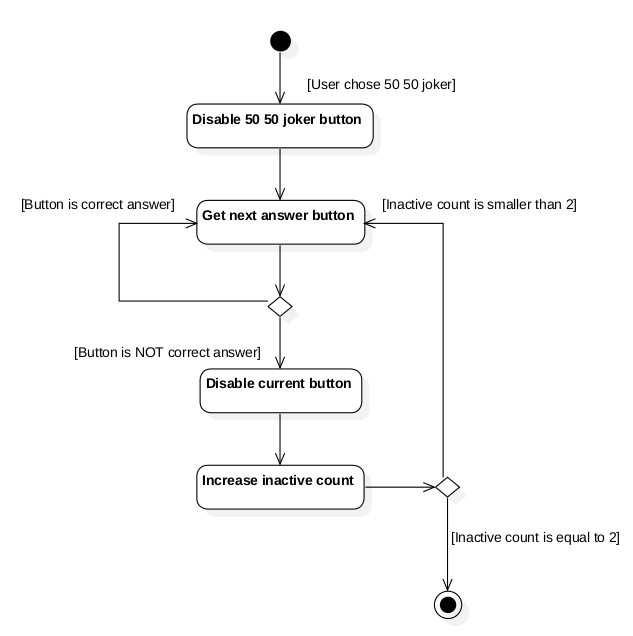 [User chose 50 50 joker]
Disable 50 50 joker button
[Button is correct answer]
[Inactive count is smaller than 2]
Get next answer button
[Button is NOT correct answer]
Disable current button
Increase inactive count
[Inactive count is equal to 2]